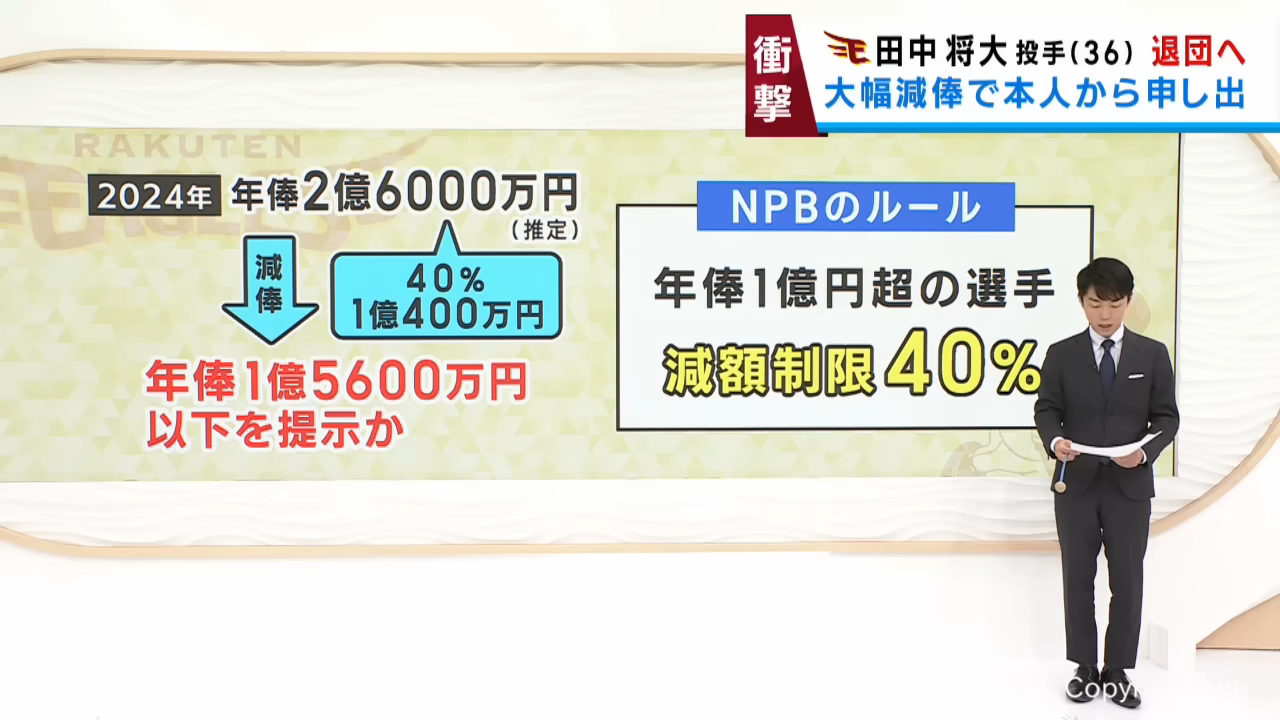 衝撃
田中 将大 投手(36) 退団へ
大幅減俸で本人から申し出
RAKUTEN
EAGLES
2024年 年俸2億6000万円
(推定)
減俸
40%
1億400万円
年俸1億5600万円
以下を提示か
NPBのルール
年俸1億円超の選手
減額制限40%